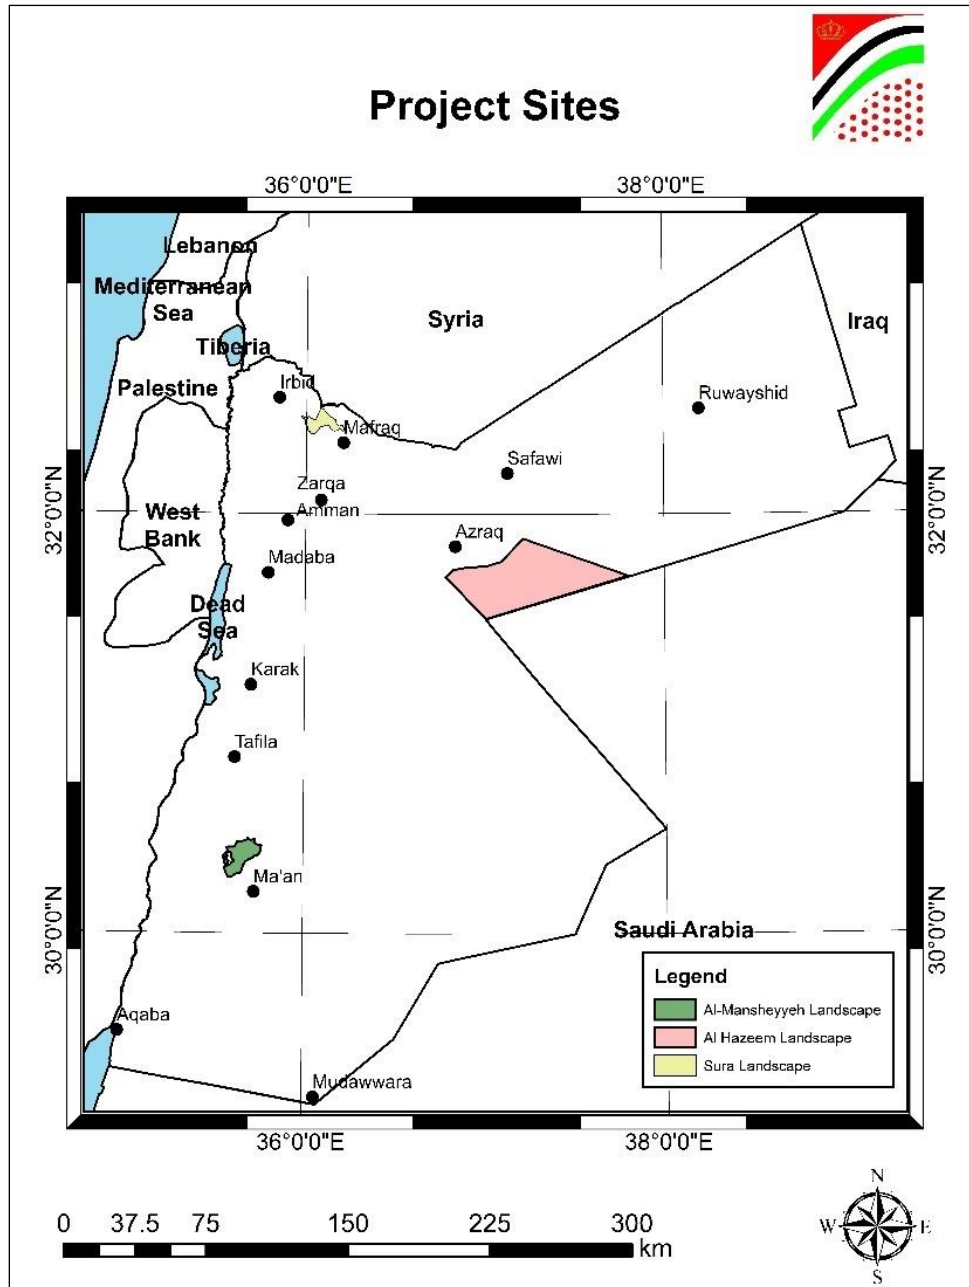 Project Sites
36°0'0"E
38°0'0"E
Lebanon
Mediterranean
Sea
Syria
Iraq
Tiberia
Palestine
Irbid
Ruwayshid
Mafraq
Safawi
Zarqa
32°0'0"N
32°0'0"N
West
Bank
Amman
Azraq
Madaba
Dead
Sea
Karak
Tafila
Ma'an
30°0'0"N
30°0'0"N
Saudi Arabia
Legend
Al-Mansheyyeh Landscape
Al Hazeem Landscape
Sura Landscape
Aqaba
Mudawwara
36°0'0"E
38°0'0"E
N
W
E
S
0 37.5 75 150 225 300
km